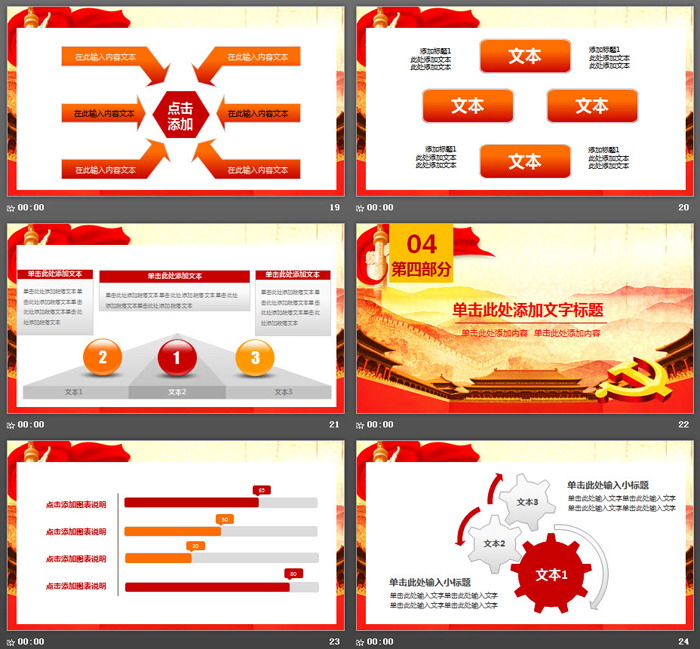 在此输入内容文本
在此输入内容文本
在此输入内容文本
点击
添加
在此输入内容文本
在此输入内容文本
在此输入内容文本
00:00
19
添加标题1
此处添加文本
此处添加文本
文本
添加标题1
此处添加文本
此处添加文本
文本
文本
添加标题1
此处添加文本
此处添加文本
文本
添加标题1
此处添加文本
此处添加文本
00:00
20
单击此处添加文本
单击此处添加文本
单击此处添加文本
2
1
3
文本1
文本2
文本3
00:00
21
04
第四部分
单击此处添加文字标题
单击此处添加内容 单击此处添加内容
00:00
22
点击添加图表说明
点击添加图表说明
点击添加图表说明
点击添加图表说明
00:00
23
文本3
文本2
文本1
单击此处输入小标题
单击此处输入文字单击此处输入文字
单击此处输入文字单击此处输入文字
单击此处输入小标题
单击此处输入文字单击此处输入文字
单击此处输入文字单击此处输入文字
00:00
24